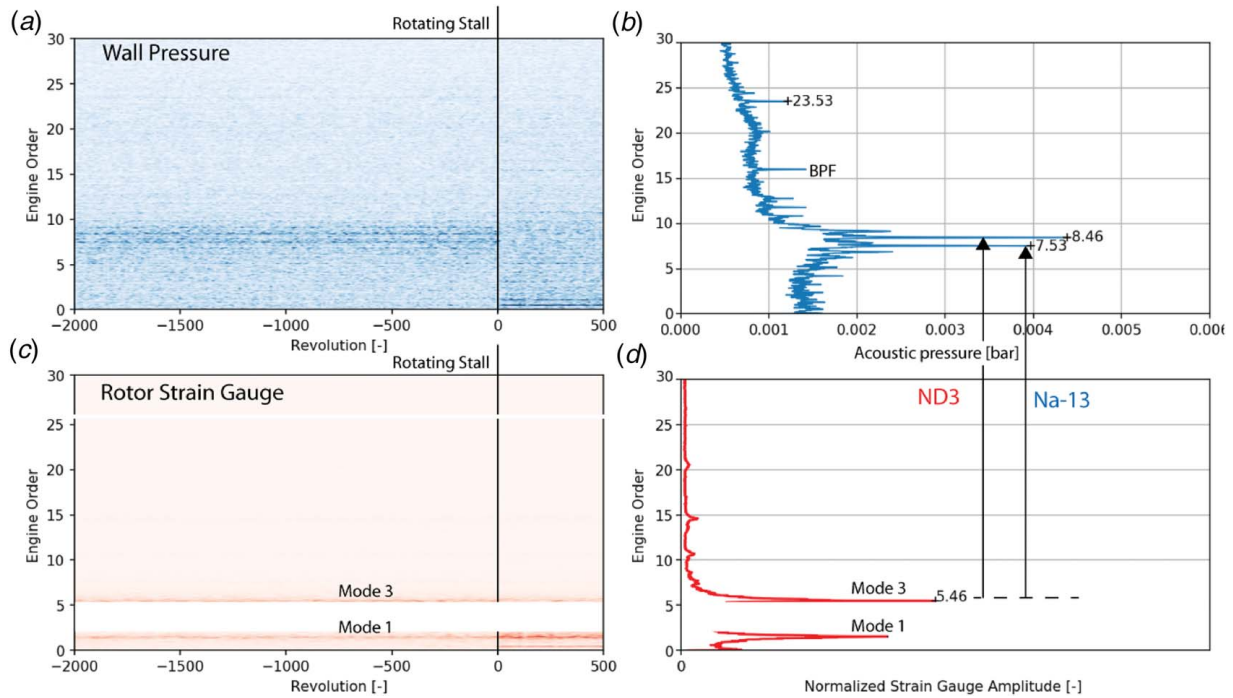 (a)
Rotating Stall
Wall Pressure
30
25
20
15
10
5
0
Engine Order
-2000
-1500
-1000
-500
0
500
Revolution [-]
(b)
30
25
20
15
10
5
0
Engine Order
23.53
BPF
8.46
7.53
0.000
0.001
0.002
0.003
0.004
0.005
0.006
Acoustic pressure [bar]
(c)
Rotating Stall
Rotor Strain Gauge
30
25
20
15
10
5
0
Engine Order
Mode 3
Mode 1
-2000
-1500
-1000
-500
0
500
Revolution [-]
(d)
ND3
Na-13
30
25
20
15
10
5
0
Engine Order
Mode 3
5.46
Mode 1
0
Normalized Strain Gauge Amplitude [-]